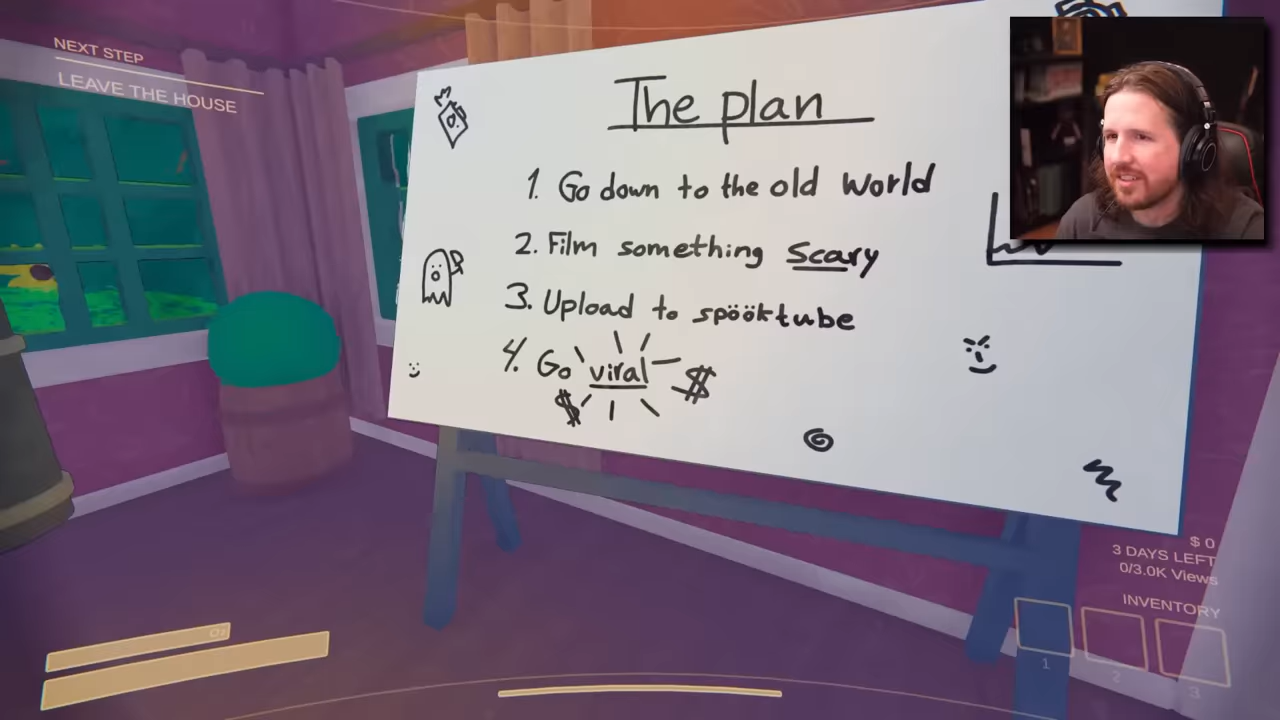 NEXT STEP
LEAVE THE HOUSE
The plan
1. Go down to the old world
2. Film something scary
3. Upload to spööktube
4. Go viral $
$
$ 0
3 DAYS LEFT
0/3.0K Views
INVENTORY
1
2
3
O2